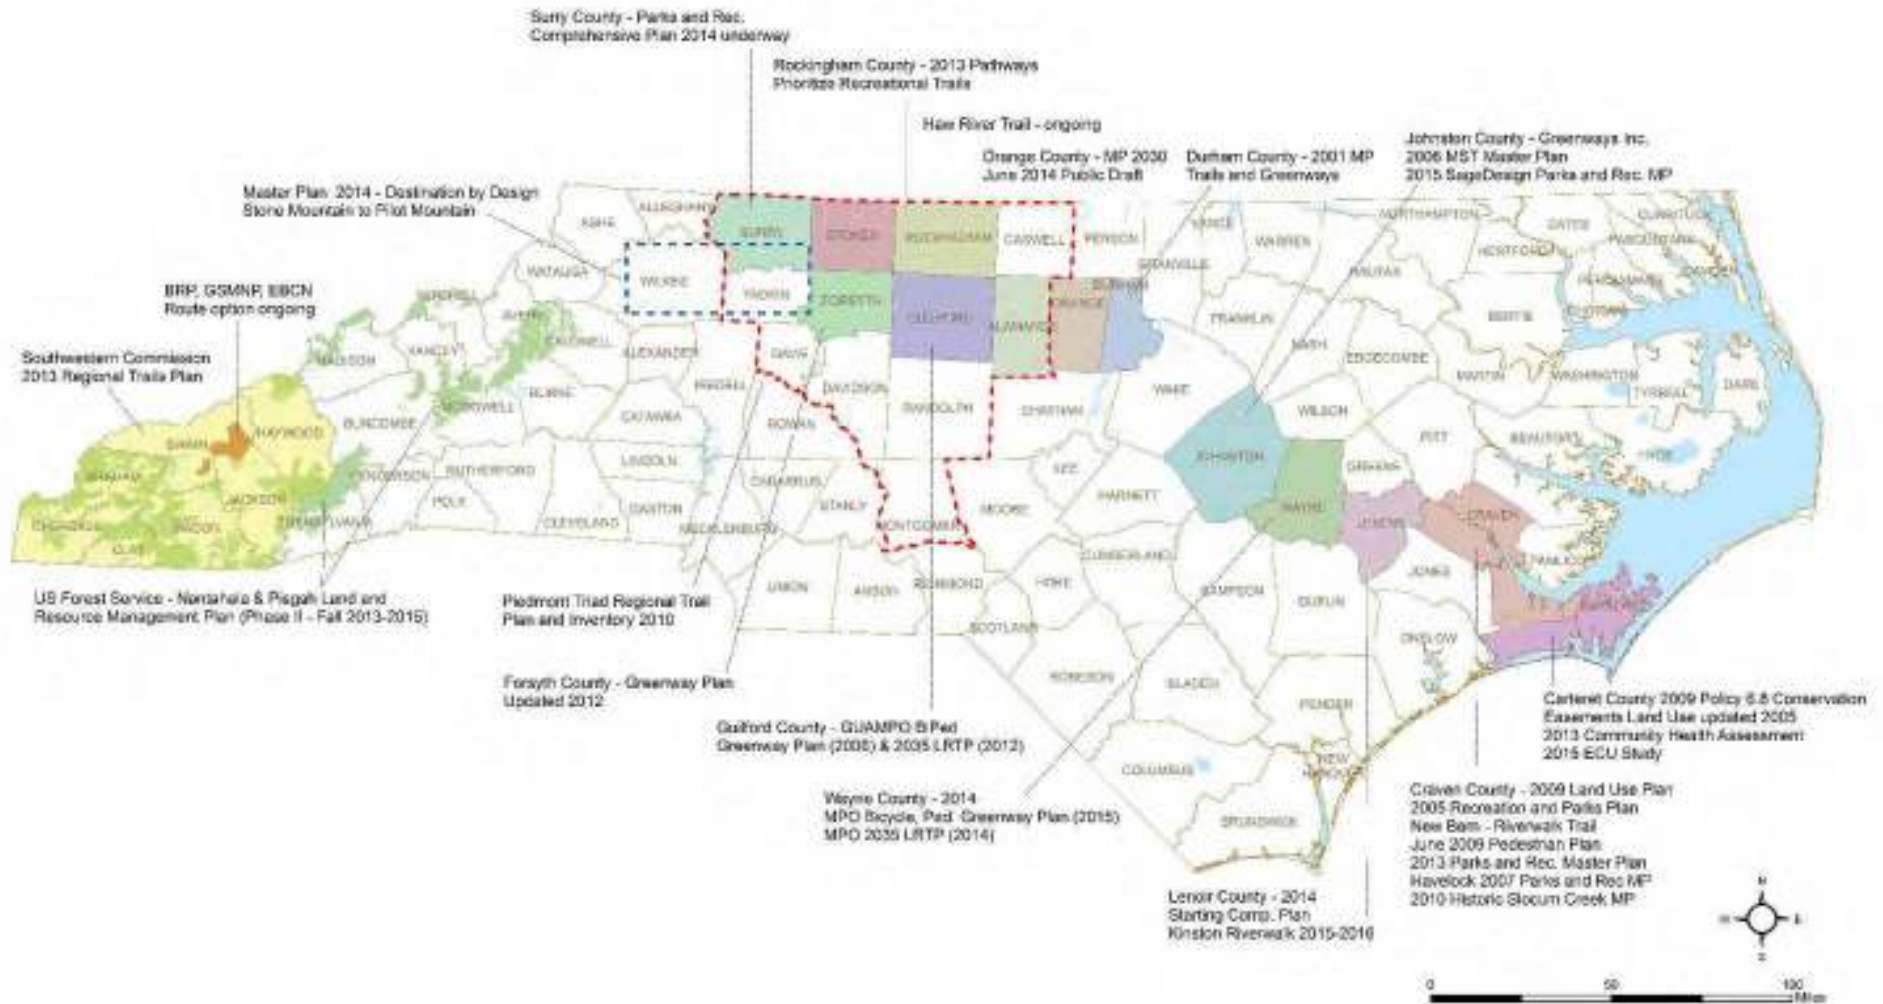 Surry County - Parks and Rec.
Comprehensive Plan 2014 underway
Rockingham County - 2013 Pathways
Prioritize Recreational Trails
Haw River Trail - ongoing
Orange County - MP 2030
June 2014 Public Draft
Durham County - 2001 MP
Trails and Greenways
Johnston County - Greenways Inc.
2006 MST Master Plan
2015 SageDesign Parks and Rec. MP
Master Plan 2014 - Destination by Design
Stone Mountain to Pilot Mountain
BRP, GSMNP, EBCN
Route option ongoing
Southwestern Commission
2013 Regional Trails Plan
ASHE
ALLEGHANY
SURRY
STOKES
ROCKINGHAM
CASWELL
PERSON
GRANVILLE
VANCE
WARREN
NORTHAMPTON
HALIFAX
HERTFORD
GATES
CURRITUCK
PASQUOTANK
CAMDEN
WATAUGA
WILKES
YADKIN
FORSYTH
GUILFORD
ALAMANCE
ORANGE
DURHAM
FRANKLIN
NASH
EDGECOMBE
BERTIE
MARTIN
WASHINGTON
TYRRELL
DARE
MITCHELL
AVERY
CALDWELL
ALEXANDER
IREDELL
DAVIE
DAVIDSON
RANDOLPH
CHATHAM
WAKE
WILSON
PITT
BEAUFORT
HYDE
MADISON
YANCEY
MCDOWELL
BURKE
CATAWBA
ROWAN
BUNCOMBE
HAYWOOD
SWAIN
GRAHAM
JACKSON
CHEROKEE
MACON
CLAY
TRANSYLVANIA
HENDERSON
RUTHERFORD
POLK
CLEVELAND
LINCOLN
GASTON
MECKLENBURG
CABARRUS
STANLY
MONTGOMERY
MOORE
LEE
HARNETT
JOHNSTON
WAYNE
GREENE
LENOIR
CRAVEN
PAMLICO
JONES
CARTERET
ONSLOW
DUPLIN
SAMPSON
CUMBERLAND
HOKE
RICHMOND
ANSON
UNION
SCOTLAND
ROBESON
BLADEN
PENDER
NEW
HANOVER
COLUMBUS
BRUNSWICK
US Forest Service - Nantahala & Pisgah Land and
Resource Management Plan (Phase II - Fall 2013-2015)
Piedmont Triad Regional Trail
Plan and Inventory 2010
Forsyth County - Greenway Plan
Updated 2012
Guilford County - GUAMPO BiPed
Greenway Plan (2006) & 2035 LRTP (2012)
Wayne County - 2014
MPO Bicycle, Ped. Greenway Plan (2015)
MPO 2035 LRTP (2014)
Lenoir County - 2014
Starting Comp. Plan
Kinston Riverwalk 2015-2016
Carteret County 2009 Policy 6.8 Conservation
Easements Land Use updated 2005
2013 Community Health Assessment
2015 ECU Study
Craven County - 2009 Land Use Plan
2005 Recreation and Parks Plan
New Bern - Riverwalk Trail
June 2009 Pedestrian Plan
2013 Parks and Rec. Master Plan
Havelock 2007 Parks and Rec MP
2010 Historic Slocum Creek MP
N
W
E
S
0
50
100
Miles